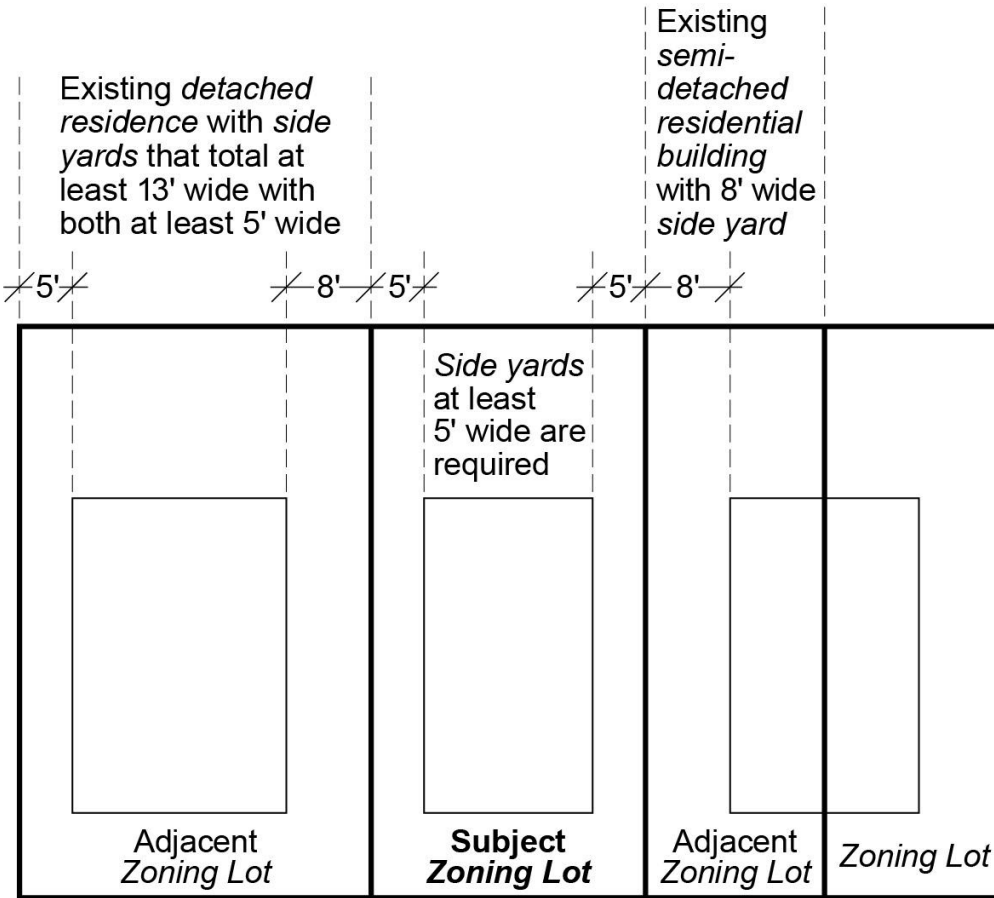 Existing detached
residence with side
yards that total at
least 13' wide with
both at least 5' wide
Existing
semi-
detached
residential
building
with 8' wide
side yard
5'
8'
5'
5'
8'
Side yards
at least
5' wide are
required
Adjacent
Zoning Lot
Subject
Zoning Lot
Adjacent
Zoning Lot
Zoning Lot